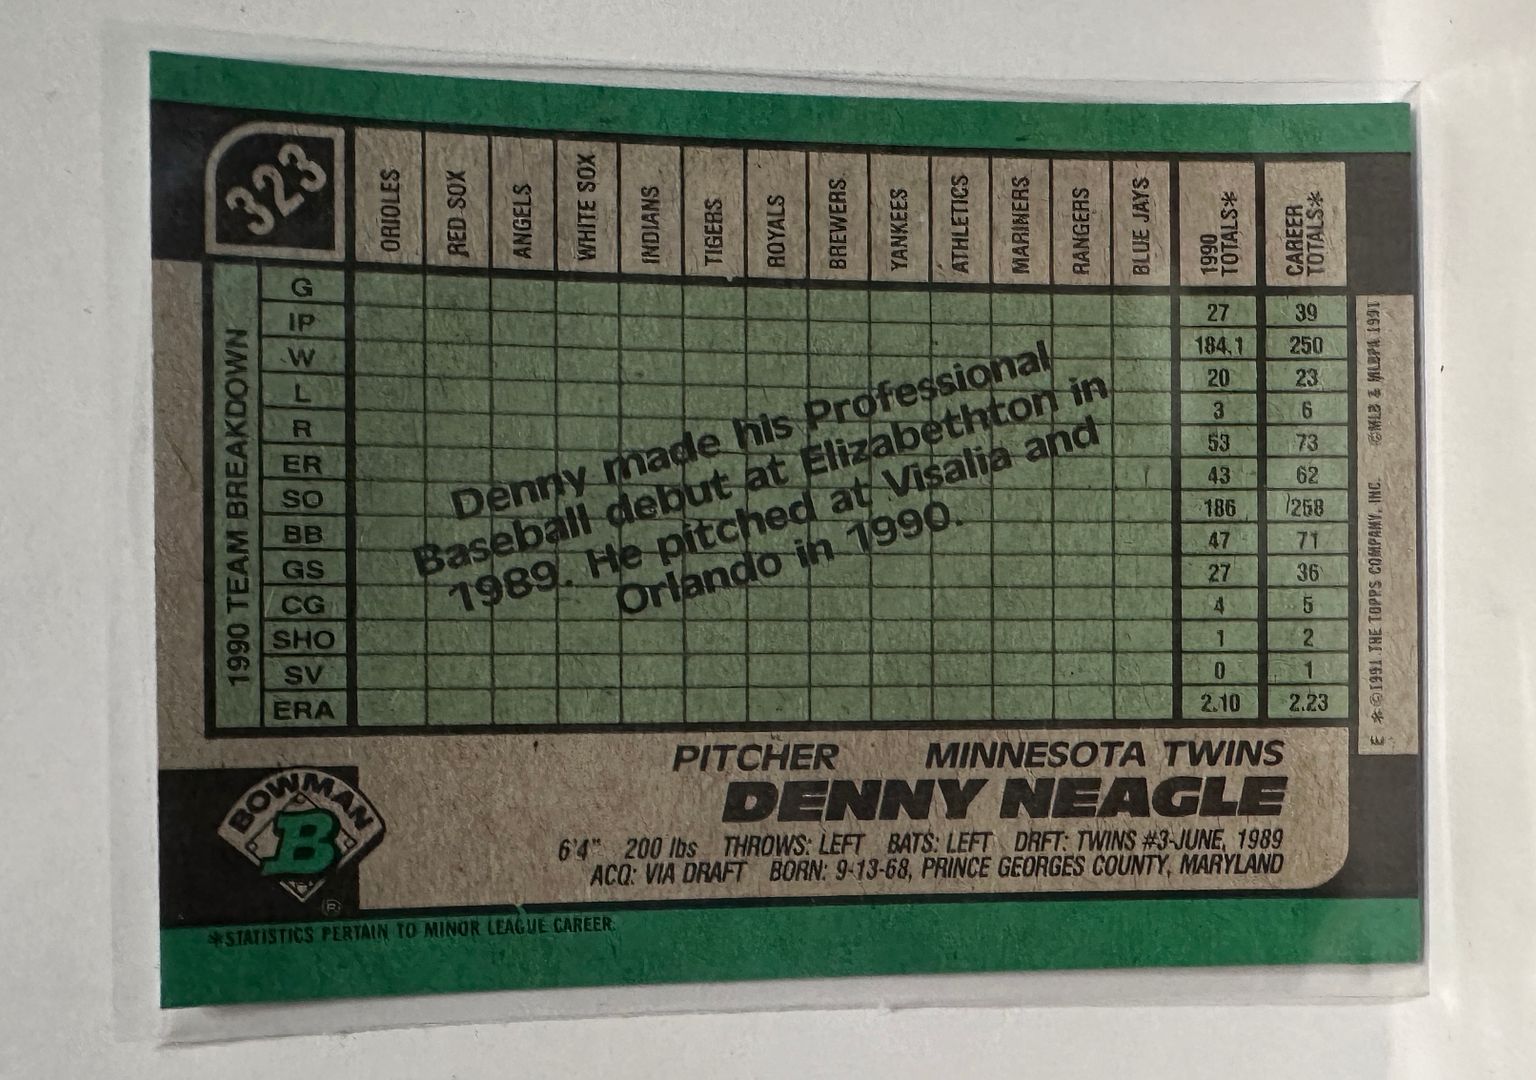 323
ORIOLES RED SOX ANGELS WHITE SOX INDIANS TIGERS ROYALS BREWERS YANKEES ATHLETICS MARINERS RANGERS BLUE JAYS 1990 TOTALS* CAREER TOTALS*
1990 TEAM BREAKDOWN
G 27 39
IP 184.1 250
W 20 23
L 3 6
R 53 73
ER 43 62
SO 186 258
BB 47 71
GS 27 36
CG 4 5
SHO 1 2
SV 0 1
ERA 2.10 2.23
Denny made his Professional
Baseball debut at Elizabethton in
1989. He pitched at Visalia and
Orlando in 1990.
E *©1991 THE TOPPS COMPANY, INC. ©MLB & MLBPA 1991
PITCHER MINNESOTA TWINS
DENNY NEAGLE
6'4" 200 lbs THROWS: LEFT BATS: LEFT DRFT: TWINS #3-JUNE, 1989
ACQ: VIA DRAFT BORN: 9-13-68, PRINCE GEORGES COUNTY, MARYLAND
BOWMAN
B
®
*STATISTICS PERTAIN TO MINOR LEAGUE CAREER.